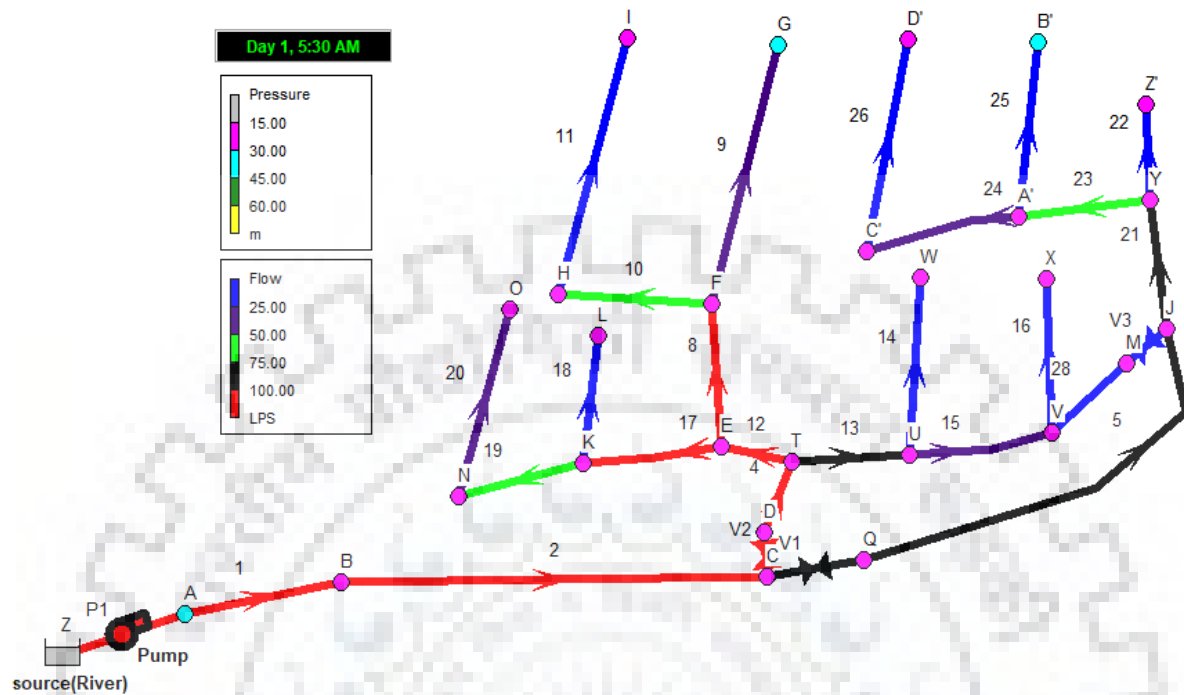 Day 1, 5:30 AM
Pressure
15.00
30.00
45.00
60.00
m
Flow
25.00
50.00
75.00
100.00
LPS
I
G
D'
B'
Z'
11
9
26
25
22
24
A'
23
Y
C'
21
H
10
F
O
L
W
X
J
V3
M
8
14
16
20
18
28
V
5
17
E
12
T
13
U
15
19
K
4
N
D
V2
V1
C
Q
B
2
1
A
P1
Z
Pump
source(River)